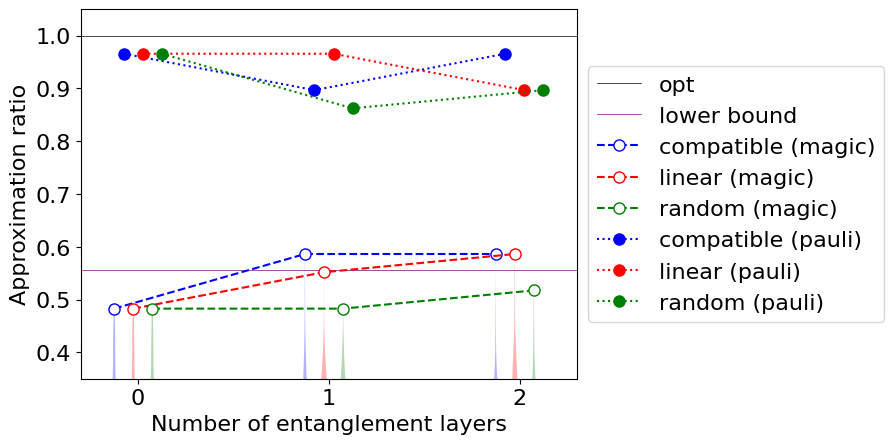 1.0
0.9
0.8
0.7
0.6
0.5
0.4
Approximation ratio
0 1 2
Number of entanglement layers
opt
lower bound
compatible (magic)
linear (magic)
random (magic)
compatible (pauli)
linear (pauli)
random (pauli)